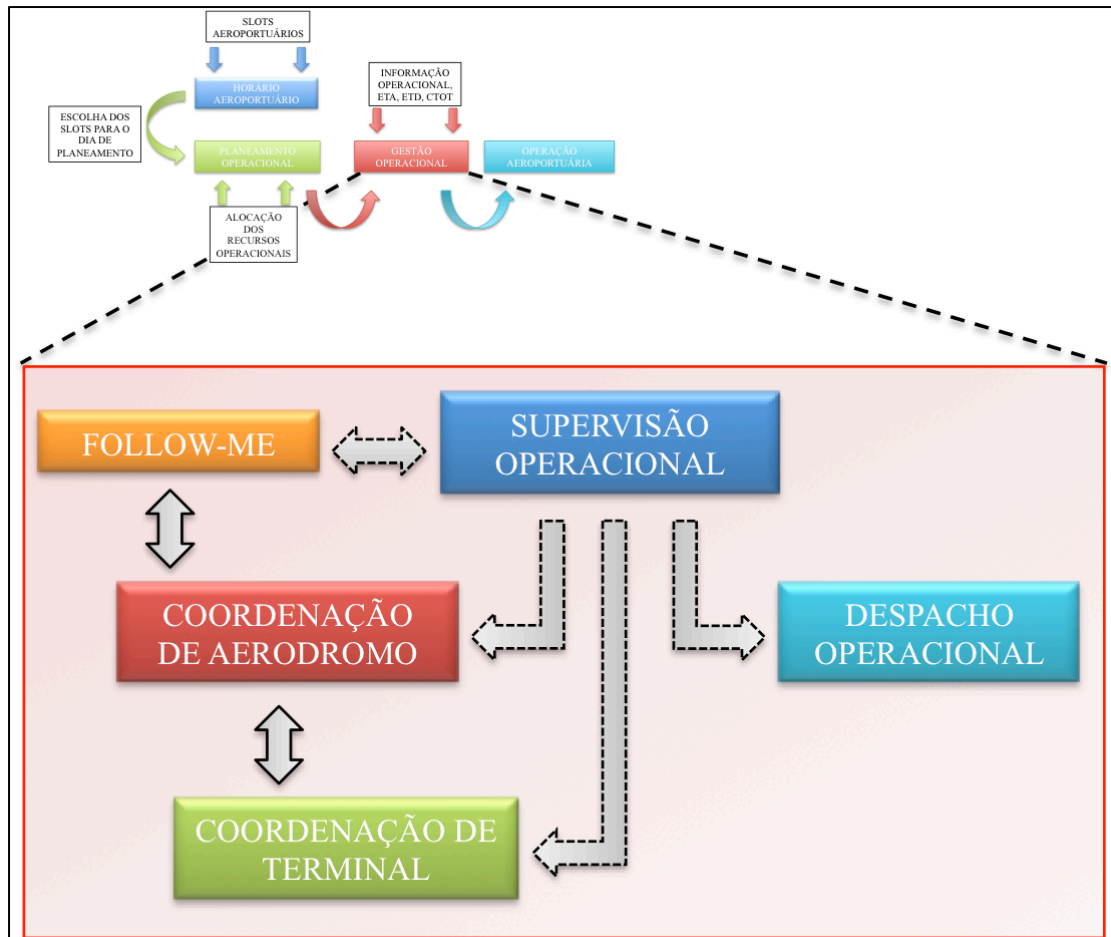 SLOTS
AEROPORTUÁRIOS
HORÁRIO
AEROPORTUÁRIO
INFORMAÇÃO
OPERACIONAL,
ETA, ETD, CTOT
ESCOLHA DOS
SLOTS PARA O
DIA DE
PLANEAMENTO
PLANEAMENTO
OPERACIONAL
GESTÃO
OPERACIONAL
OPERAÇÃO
AEROPORTUÁRIA
ALOCAÇÃO
DOS
RECURSOS
OPERACIONAIS
FOLLOW-ME
SUPERVISÃO
OPERACIONAL
COORDENAÇÃO
DE AERODROMO
DESPACHO
OPERACIONAL
COORDENAÇÃO DE
TERMINAL